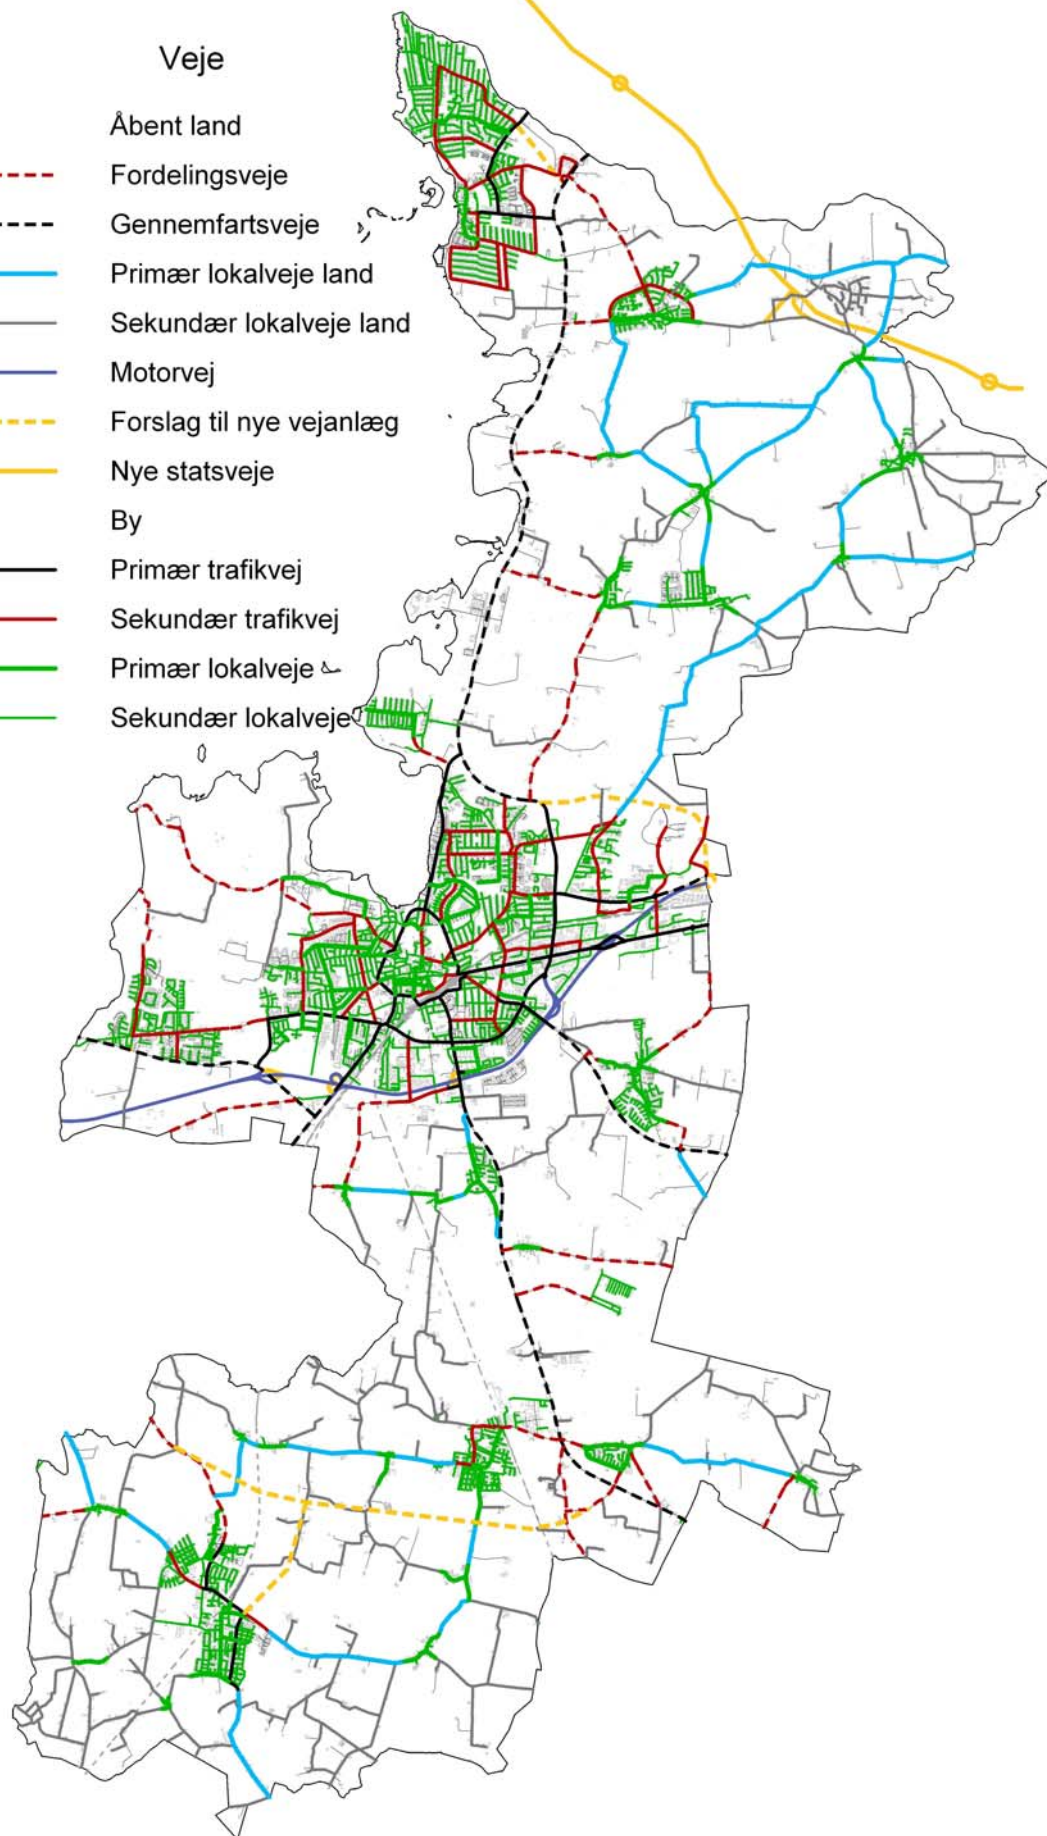 Veje
Åbent land
Fordelingsveje
Gennemfartsveje
Primær lokalveje land
Sekundær lokalveje land
Motorvej
Forslag til nye vejanlæg
Nye statsveje
By
Primær trafikvej
Sekundær trafikvej
Primær lokalveje
Sekundær lokalveje